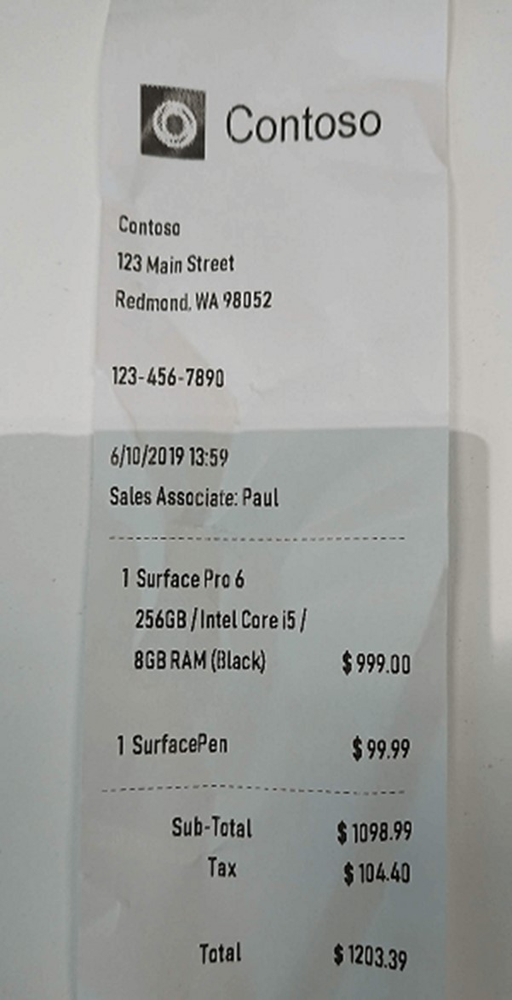 Contoso
Contoso
123 Main Street
Redmond, WA 98052
123-456-7890
6/10/2019 13:59
Sales Associate: Paul
1 Surface Pro 6
256GB / Intel Core i5 /
8GB RAM (Black) $ 999.00
1 SurfacePen $ 99.99
Sub-Total $ 1098.99
Tax $ 104.40
Total $ 1203.39